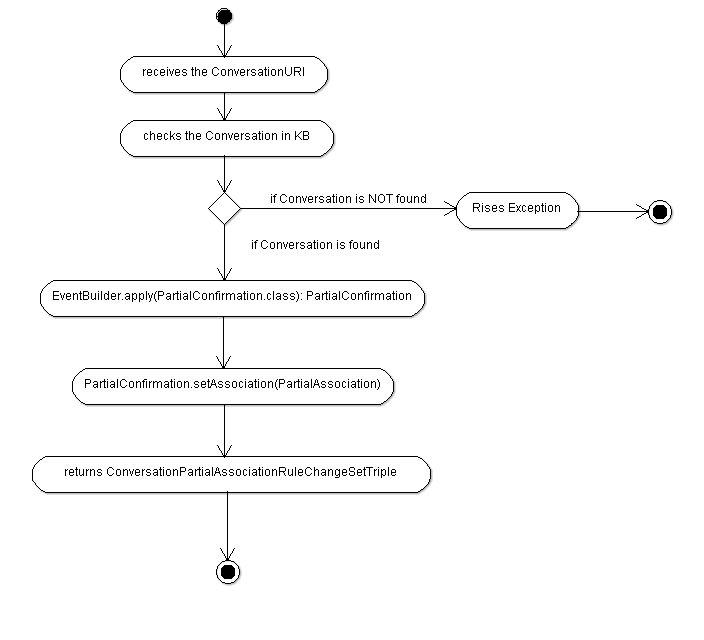 receives the ConversationURI
checks the Conversation in KB
if Conversation is NOT found
Rises Exception
if Conversation is found
EventBuilder.apply(PartialConfirmation.class): PartialConfirmation
PartialConfirmation.setAssociation(PartialAssociation)
returns ConversationPartialAssociationRuleChangeSetTriple